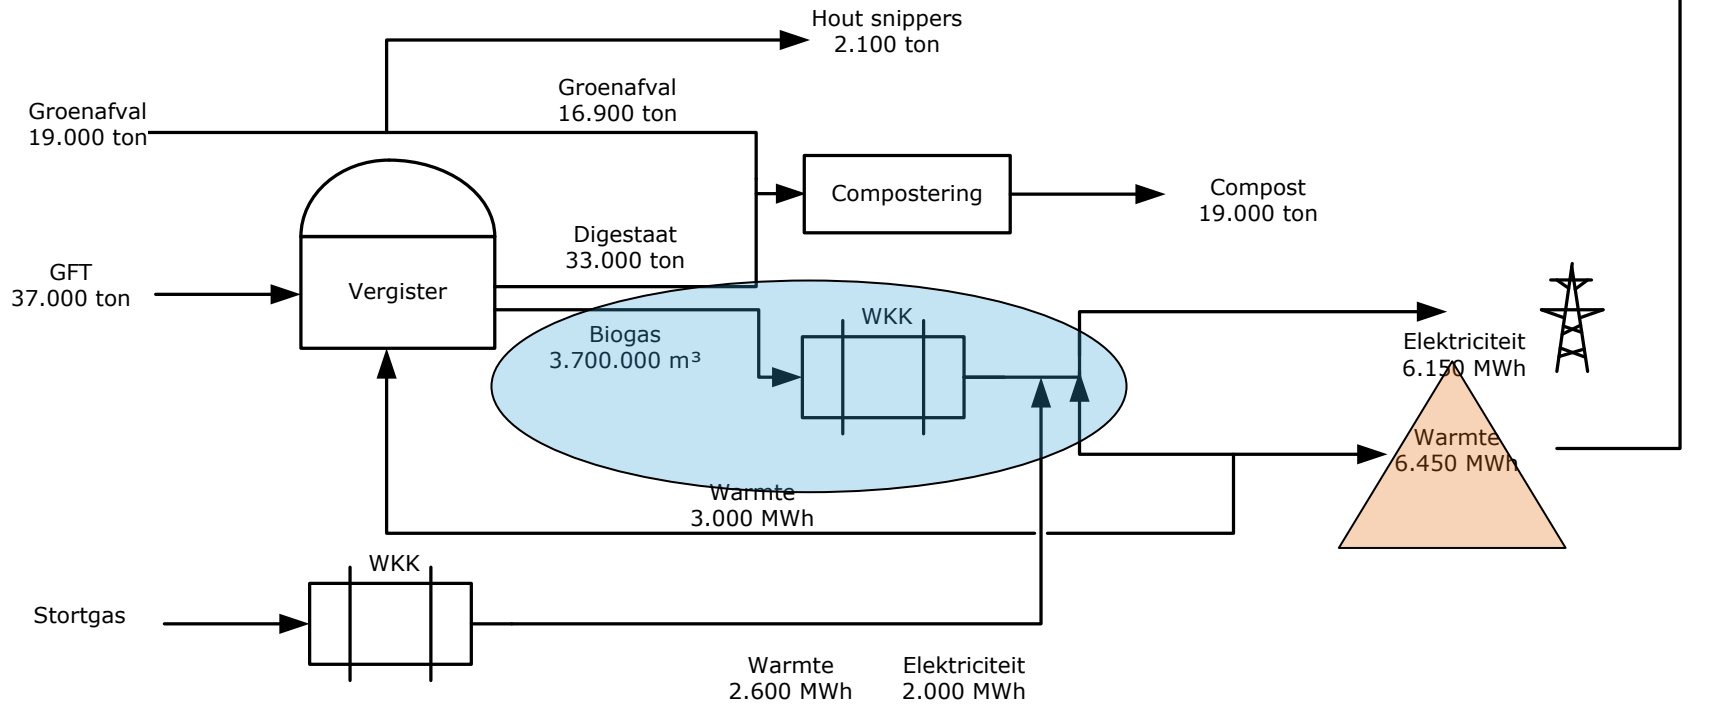 Hout snippers
2.100 ton
Groenafval
16.900 ton
Groenafval
19.000 ton
Compostering
Compost
19.000 ton
Digestaat
33.000 ton
GFT
37.000 ton
Vergister
WKK
Biogas
3.700.000 m³
Elektriciteit
6.150 MWh
Warmte
6.450 MWh
Warmte
3.000 MWh
WKK
Stortgas
Warmte
2.600 MWh
Elektriciteit
2.000 MWh